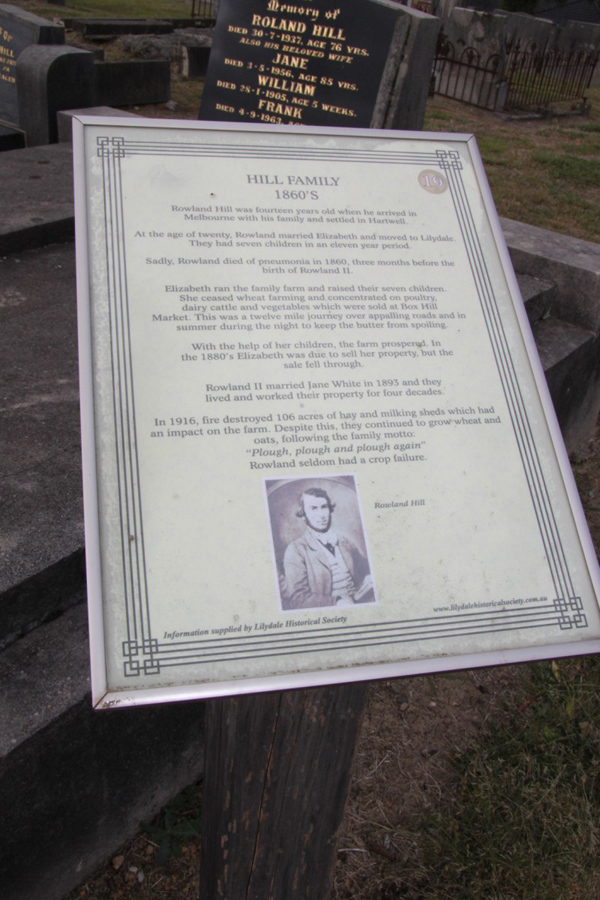 Memory of
ROLAND HILL
DIED 30-7-1937, AGE 76 YRS.
ALSO HIS BELOVED WIFE
JANE
DIED 3-5-1956, AGE 85 YRS.
WILLIAM
DIED 28-1-1905, AGE 5 WEEKS.
FRANK
DIED 4-9-1963,
HILL
19
HILL FAMILY
1860'S
Rowland Hill was fourteen years old when he arrived in
Melbourne with his family and settled in Hartwell.
At the age of twenty, Rowland married Elizabeth and moved to Lilydale.
They had seven children in an eleven year period.
Sadly, Rowland died of pneumonia in 1860, three months before the
birth of Rowland II.
Elizabeth ran the family farm and raised their seven children.
She ceased wheat farming and concentrated on poultry,
dairy cattle and vegetables which were sold at Box Hill
Market. This was a twelve mile journey over appalling roads and in
summer during the night to keep the butter from spoiling.
With the help of her children, the farm prospered. In
the 1880's Elizabeth was due to sell her property, but the
sale fell through.
Rowland II married Jane White in 1893 and they
lived and worked their property for four decades.
In 1916, fire destroyed 106 acres of hay and milking sheds which had
an impact on the farm. Despite this, they continued to grow wheat and
oats, following the family motto:
"Plough, plough and plough again"
Rowland seldom had a crop failure.
Rowland Hill
Information supplied by Lilydale Historical Society
www.lilydalehistoricalsociety.com.au